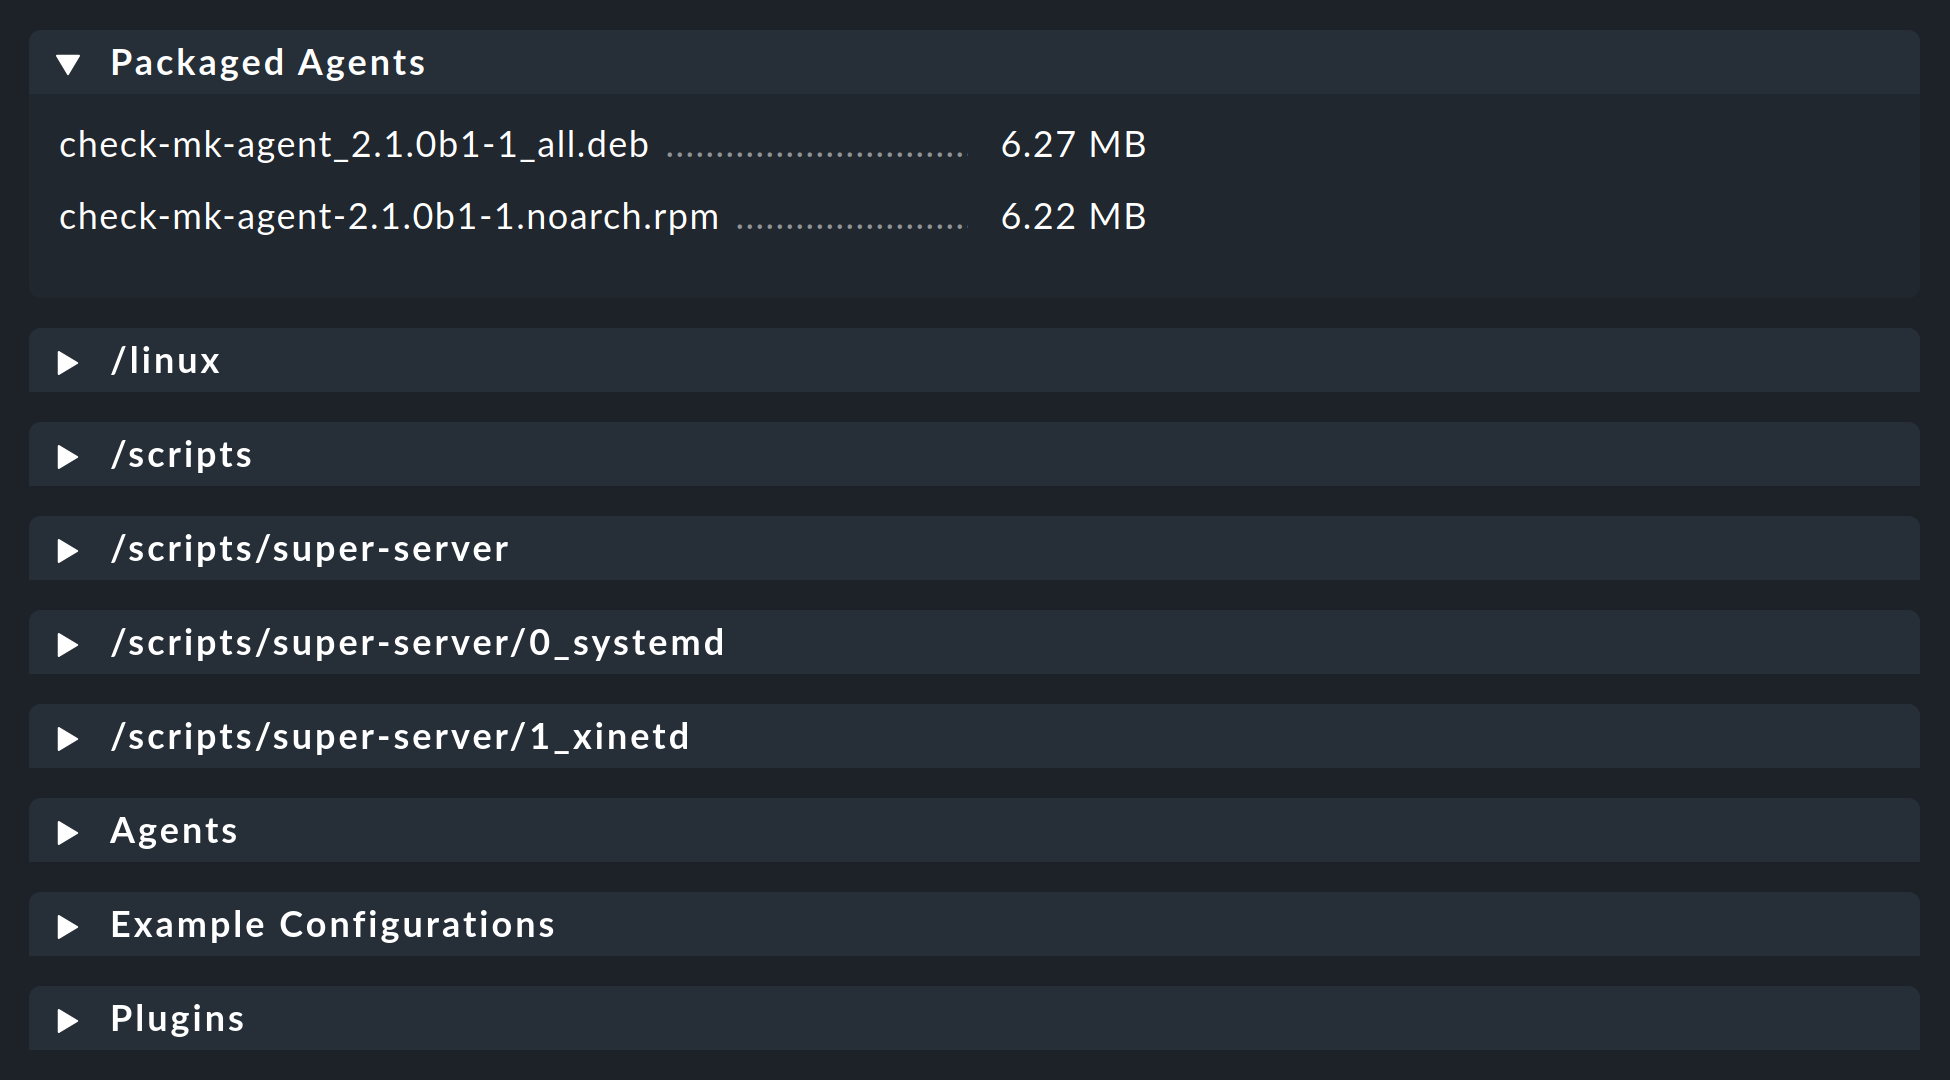 Packaged Agents
check-mk-agent_2.1.0b1-1_all.deb .............................. 6.27 MB
check-mk-agent-2.1.0b1-1.noarch.rpm ....................... 6.22 MB
/linux
/scripts
/scripts/super-server
/scripts/super-server/0_systemd
/scripts/super-server/1_xinetd
Agents
Example Configurations
Plugins